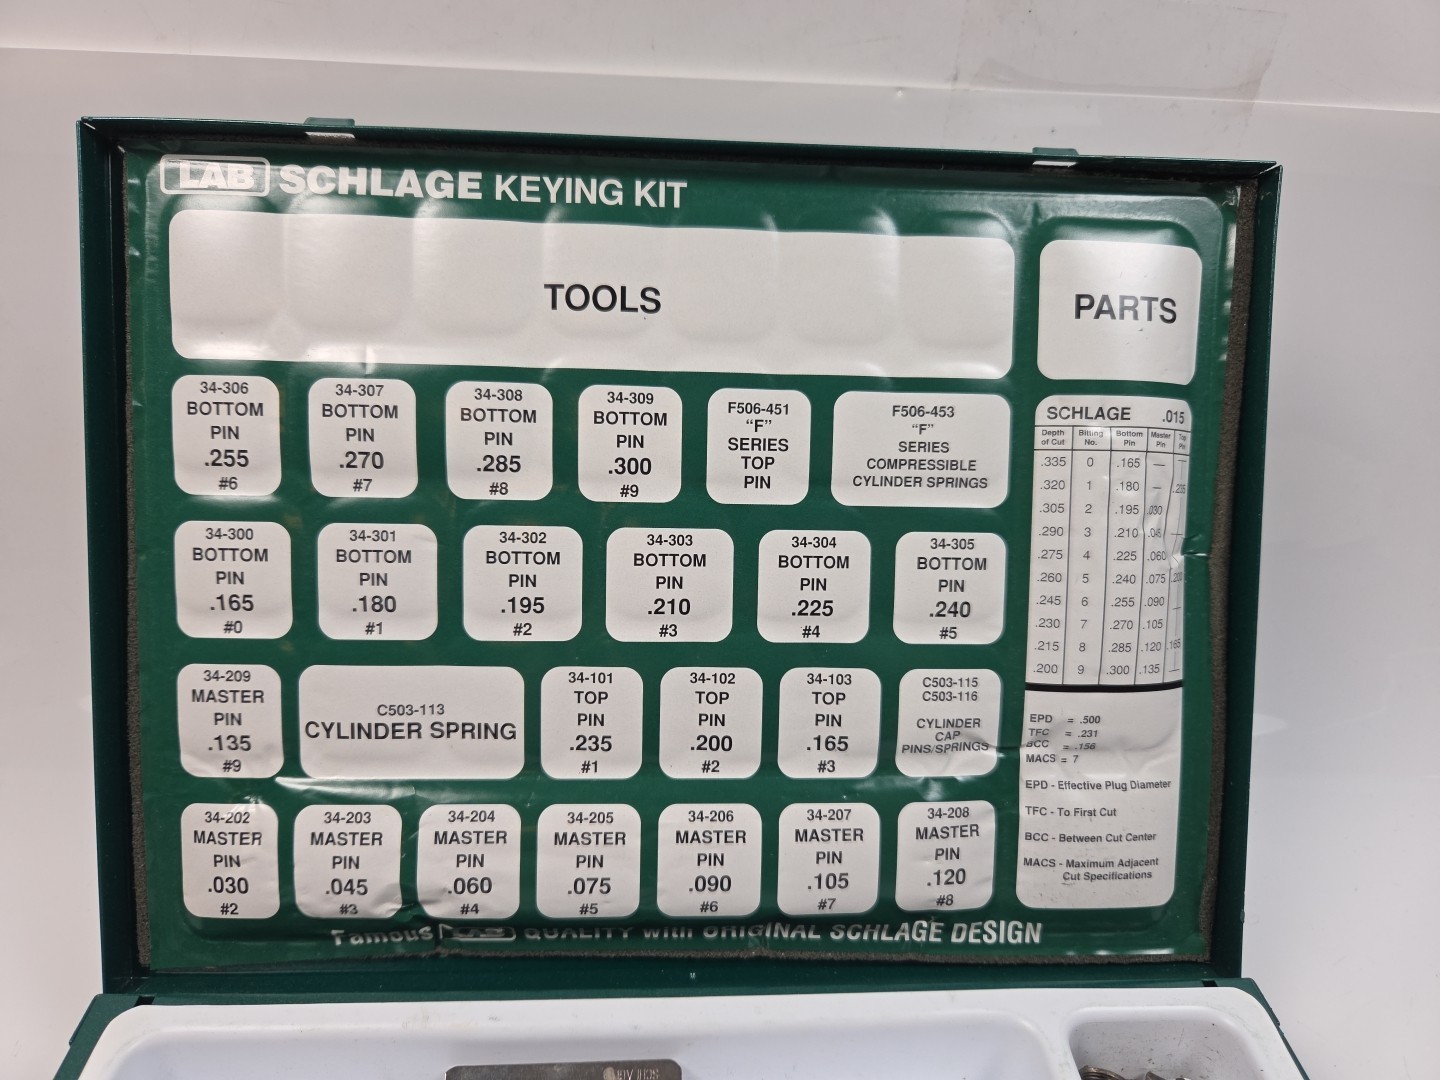 LAB SCHLAGE KEYING KIT
TOOLS
PARTS
34-306
BOTTOM
PIN
.255
#6
34-307
BOTTOM
PIN
.270
#7
34-308
BOTTOM
PIN
.285
#8
34-309
BOTTOM
PIN
.300
#9
F506-451
“F”
SERIES
TOP
PIN
F506-453
“F”
SERIES
COMPRESSIBLE
CYLINDER SPRINGS
34-300
BOTTOM
PIN
.165
#0
34-301
BOTTOM
PIN
.180
#1
34-302
BOTTOM
PIN
.195
#2
34-303
BOTTOM
PIN
.210
#3
34-304
BOTTOM
PIN
.225
#4
34-305
BOTTOM
PIN
.240
#5
34-209
MASTER
PIN
.135
#9
C503-113
CYLINDER SPRING
34-101
TOP
PIN
.235
#1
34-102
TOP
PIN
.200
#2
34-103
TOP
PIN
.165
#3
C503-115
C503-116
CYLINDER
CAP
PINS/SPRINGS
34-202
MASTER
PIN
.030
#2
34-203
MASTER
PIN
.045
#3
34-204
MASTER
PIN
.060
#4
34-205
MASTER
PIN
.075
#5
34-206
MASTER
PIN
.090
#6
34-207
MASTER
PIN
.105
#7
34-208
MASTER
PIN
.120
#8
SCHLAGE .015
Depth of Cut Bitting No. Bottom Pin Master Pin Top Pin
.335 0 .165 — —
.320 1 .180 — .235
.305 2 .195 .030
.290 3 .210 .045
.275 4 .225 .060
.260 5 .240 .075 .200
.245 6 .255 .090 —
.230 7 .270 .105
.215 8 .285 .120 .165
.200 9 .300 .135 —
EPD = .500
TFC = .231
BCC = .156
MACS = 7
EPD - Effective Plug Diameter
TFC - To First Cut
BCC - Between Cut Center
MACS - Maximum Adjacent
Cut Specifications
Famous LAB QUALITY with ORIGINAL SCHLAGE DESIGN